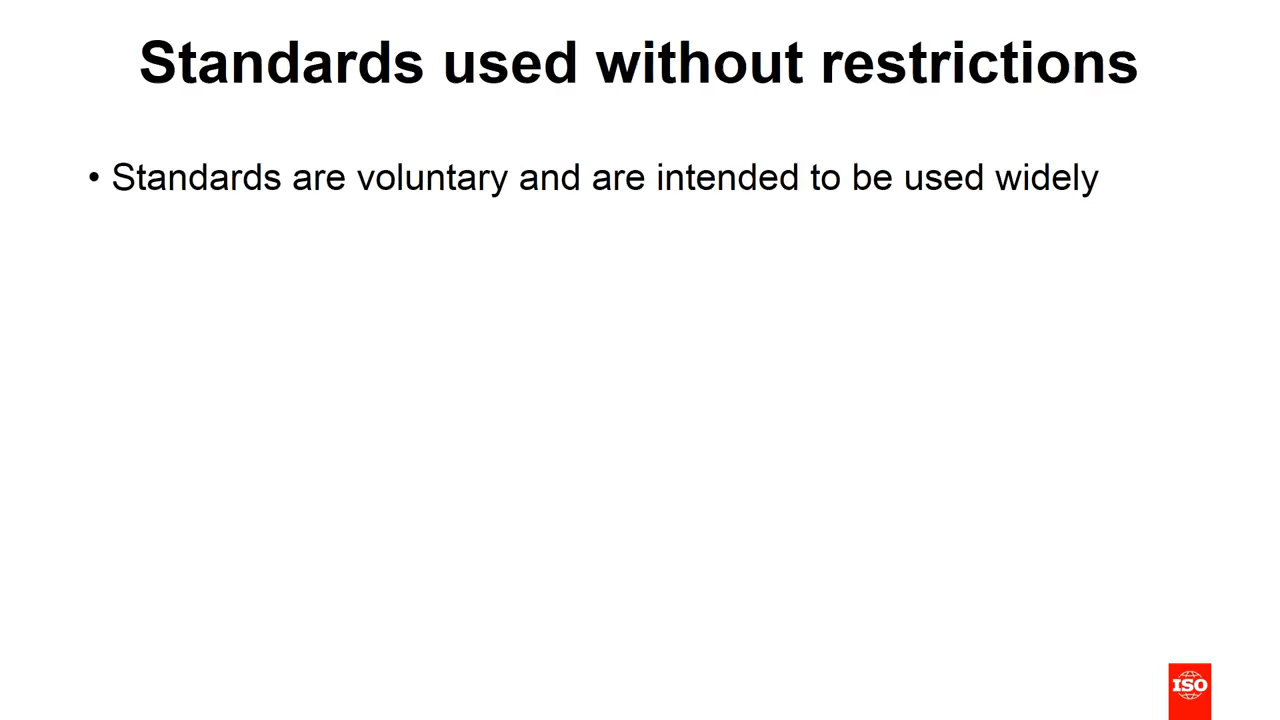 Standards used without restrictions
• Standards are voluntary and are intended to be used widely
ISO